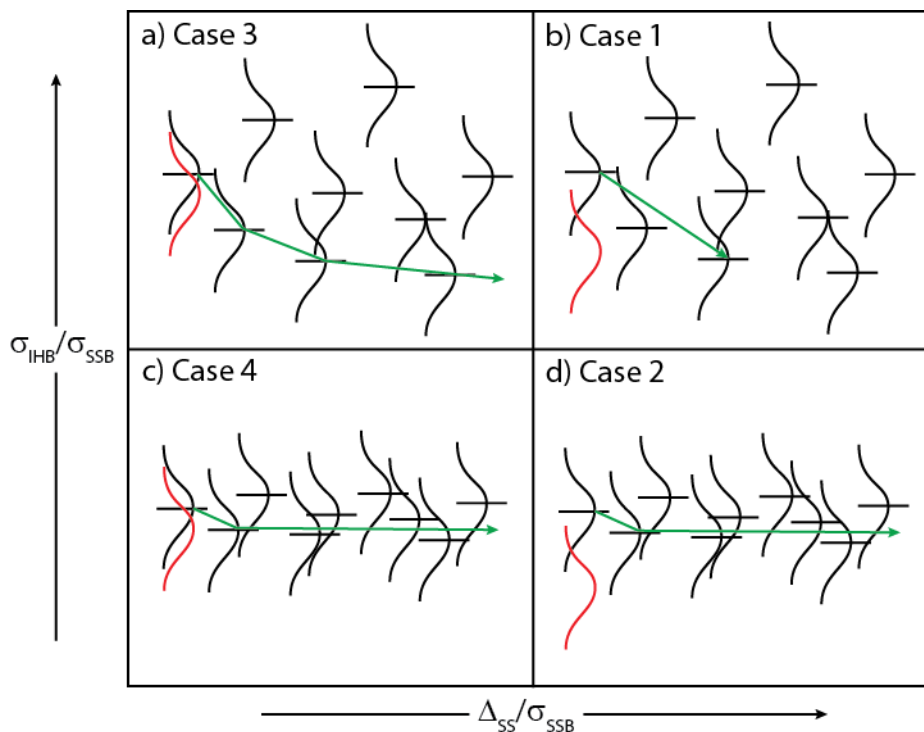 a) Case 3
b) Case 1
σIHB/σSSB
c) Case 4
d) Case 2
ΔSS/σSSB